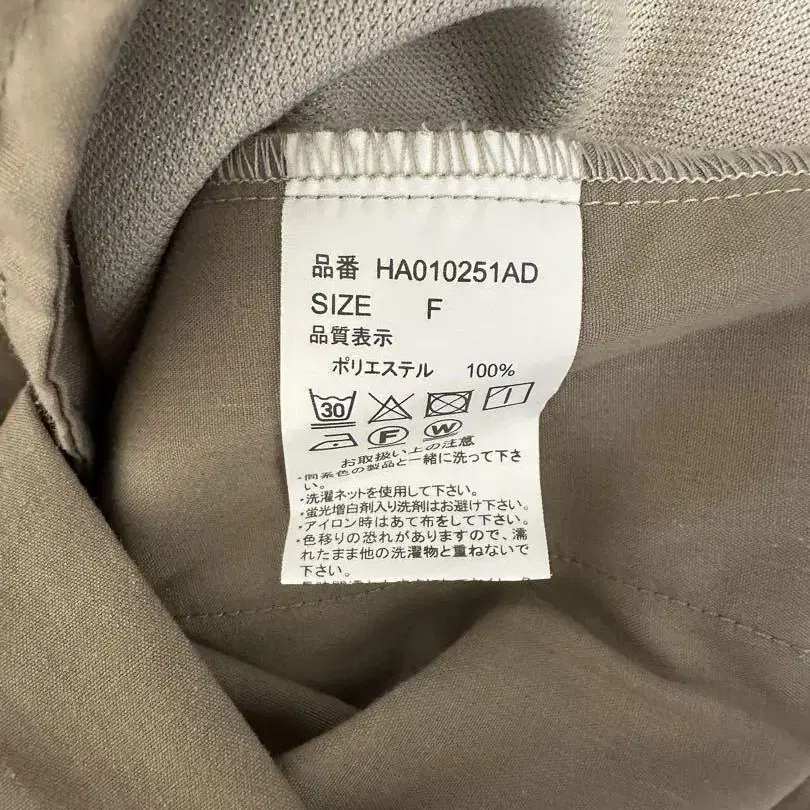 品番 HA010251AD
SIZE F
品質表示
ポリエステル 100%
30
F W
お取扱い上の注意
・同系色の製品と一緒に洗って下さ
い。
・洗濯ネットを使用して下さい。
・蛍光増白剤入り洗剤はお避け下さい。
・アイロン時はあて布をして下さい。
・色移りの恐れがありますので、濡
れたまま他の洗濯物と重ねないで
下さい。